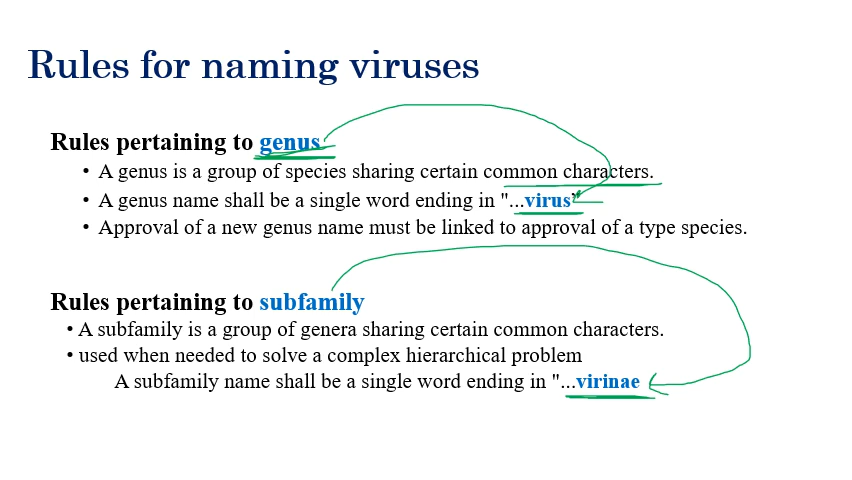 Rules for naming viruses
Rules pertaining to genus
• A genus is a group of species sharing certain common characters.
• A genus name shall be a single word ending in "...virus"
• Approval of a new genus name must be linked to approval of a type species.
Rules pertaining to subfamily
• A subfamily is a group of genera sharing certain common characters.
• used when needed to solve a complex hierarchical problem
A subfamily name shall be a single word ending in "...virinae